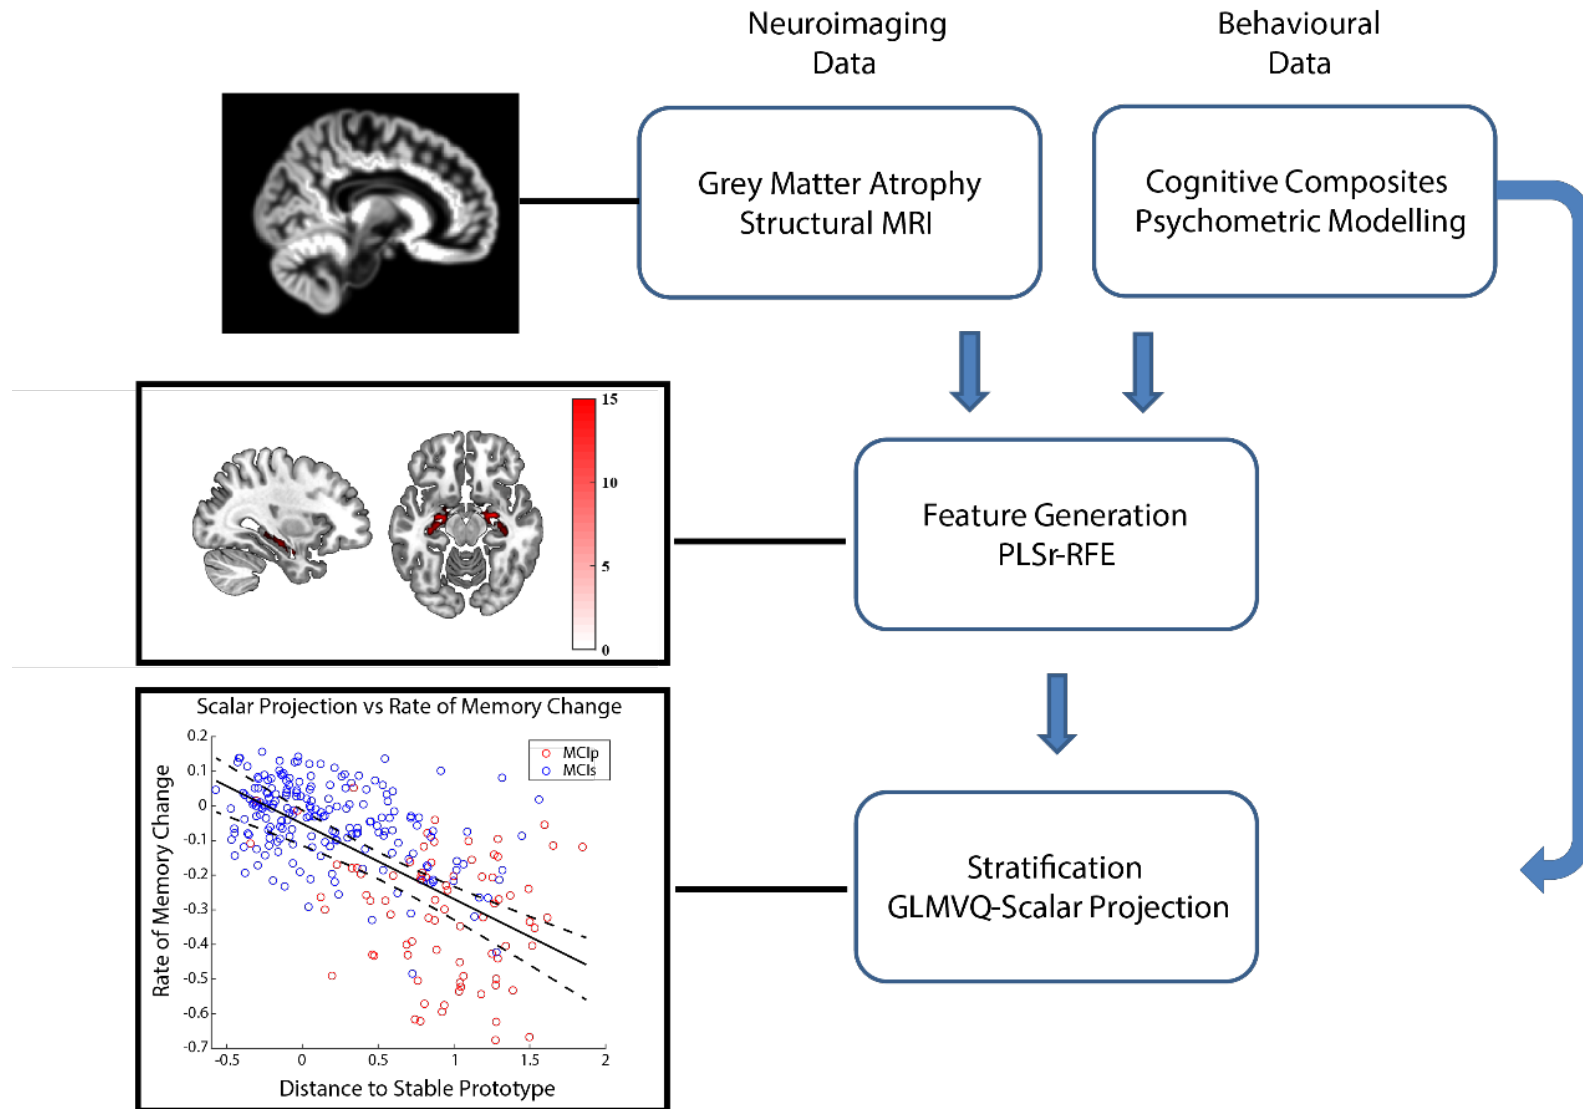 Neuroimaging
Data
Behavioural
Data
Grey Matter Atrophy
Structural MRI
Cognitive Composites
Psychometric Modelling
15
10
5
0
Feature Generation
PLSr-RFE
Scalar Projection vs Rate of Memory Change
MCIp
MCIs
Rate of Memory Change
0.2
0.1
0
-0.1
-0.2
-0.3
-0.4
-0.5
-0.6
-0.7
-0.5
0
0.5
1
1.5
2
Distance to Stable Prototype
Stratification
GLMVQ-Scalar Projection